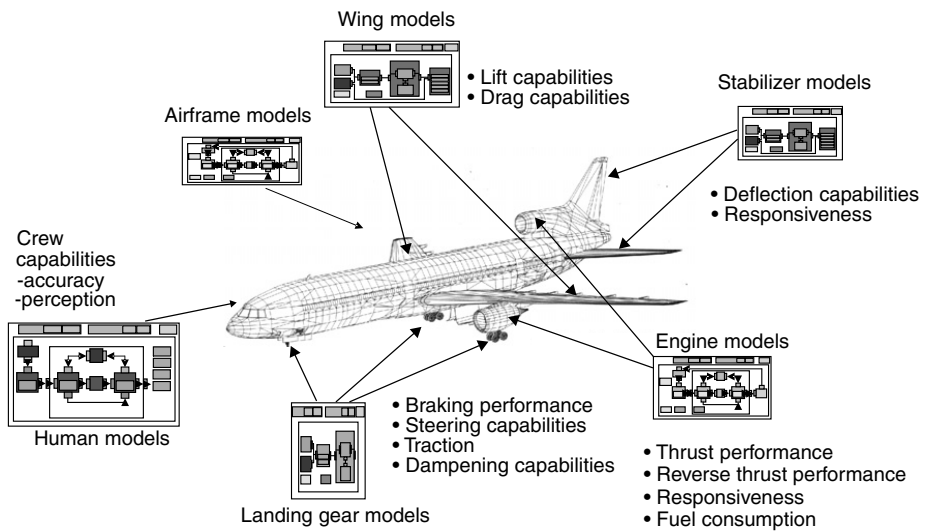 Wing models
• Lift capabilities
• Drag capabilities
Stabilizer models
• Deflection capabilities
• Responsiveness
Airframe models
Crew
capabilities
-accuracy
-perception
Human models
• Braking performance
• Steering capabilities
• Traction
• Dampening capabilities
Landing gear models
Engine models
• Thrust performance
• Reverse thrust performance
• Responsiveness
• Fuel consumption